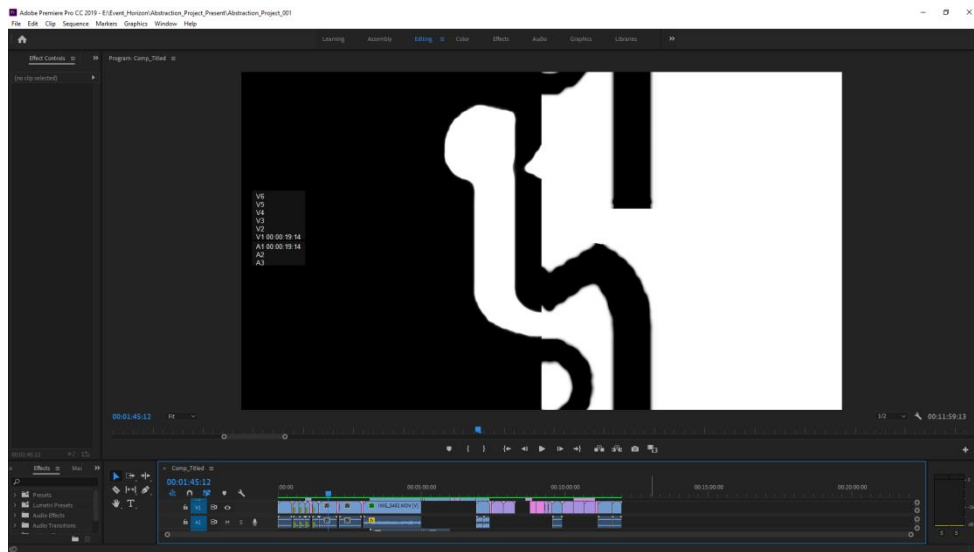 Adobe Premiere Pro CC 2019 - E:\Event_Horizon\Abstraction_Project_Present\Abstraction_Project_001
File Edit Clip Sequence Markers Graphics Window Help
Learning Assembly Editing Color Effects Audio Graphics Libraries
Effect Controls Program: Comp_Titled
(no clip selected)
V6
V5
V4
V3
V2
V1 00:00:19:14
A1 00:00:19:14
A2
A3
00:01:45:12 Fit 1/2 00:11:59:13
00:01:45:12
Effects Comp_Titled
00:01:45:12
:00:00 00:05:00:00 00:10:00:00 00:15:00:00 00:20:00:00
Presets
Lumetri Presets
Audio Effects
Audio Transitions
V1
A1 M S
S S